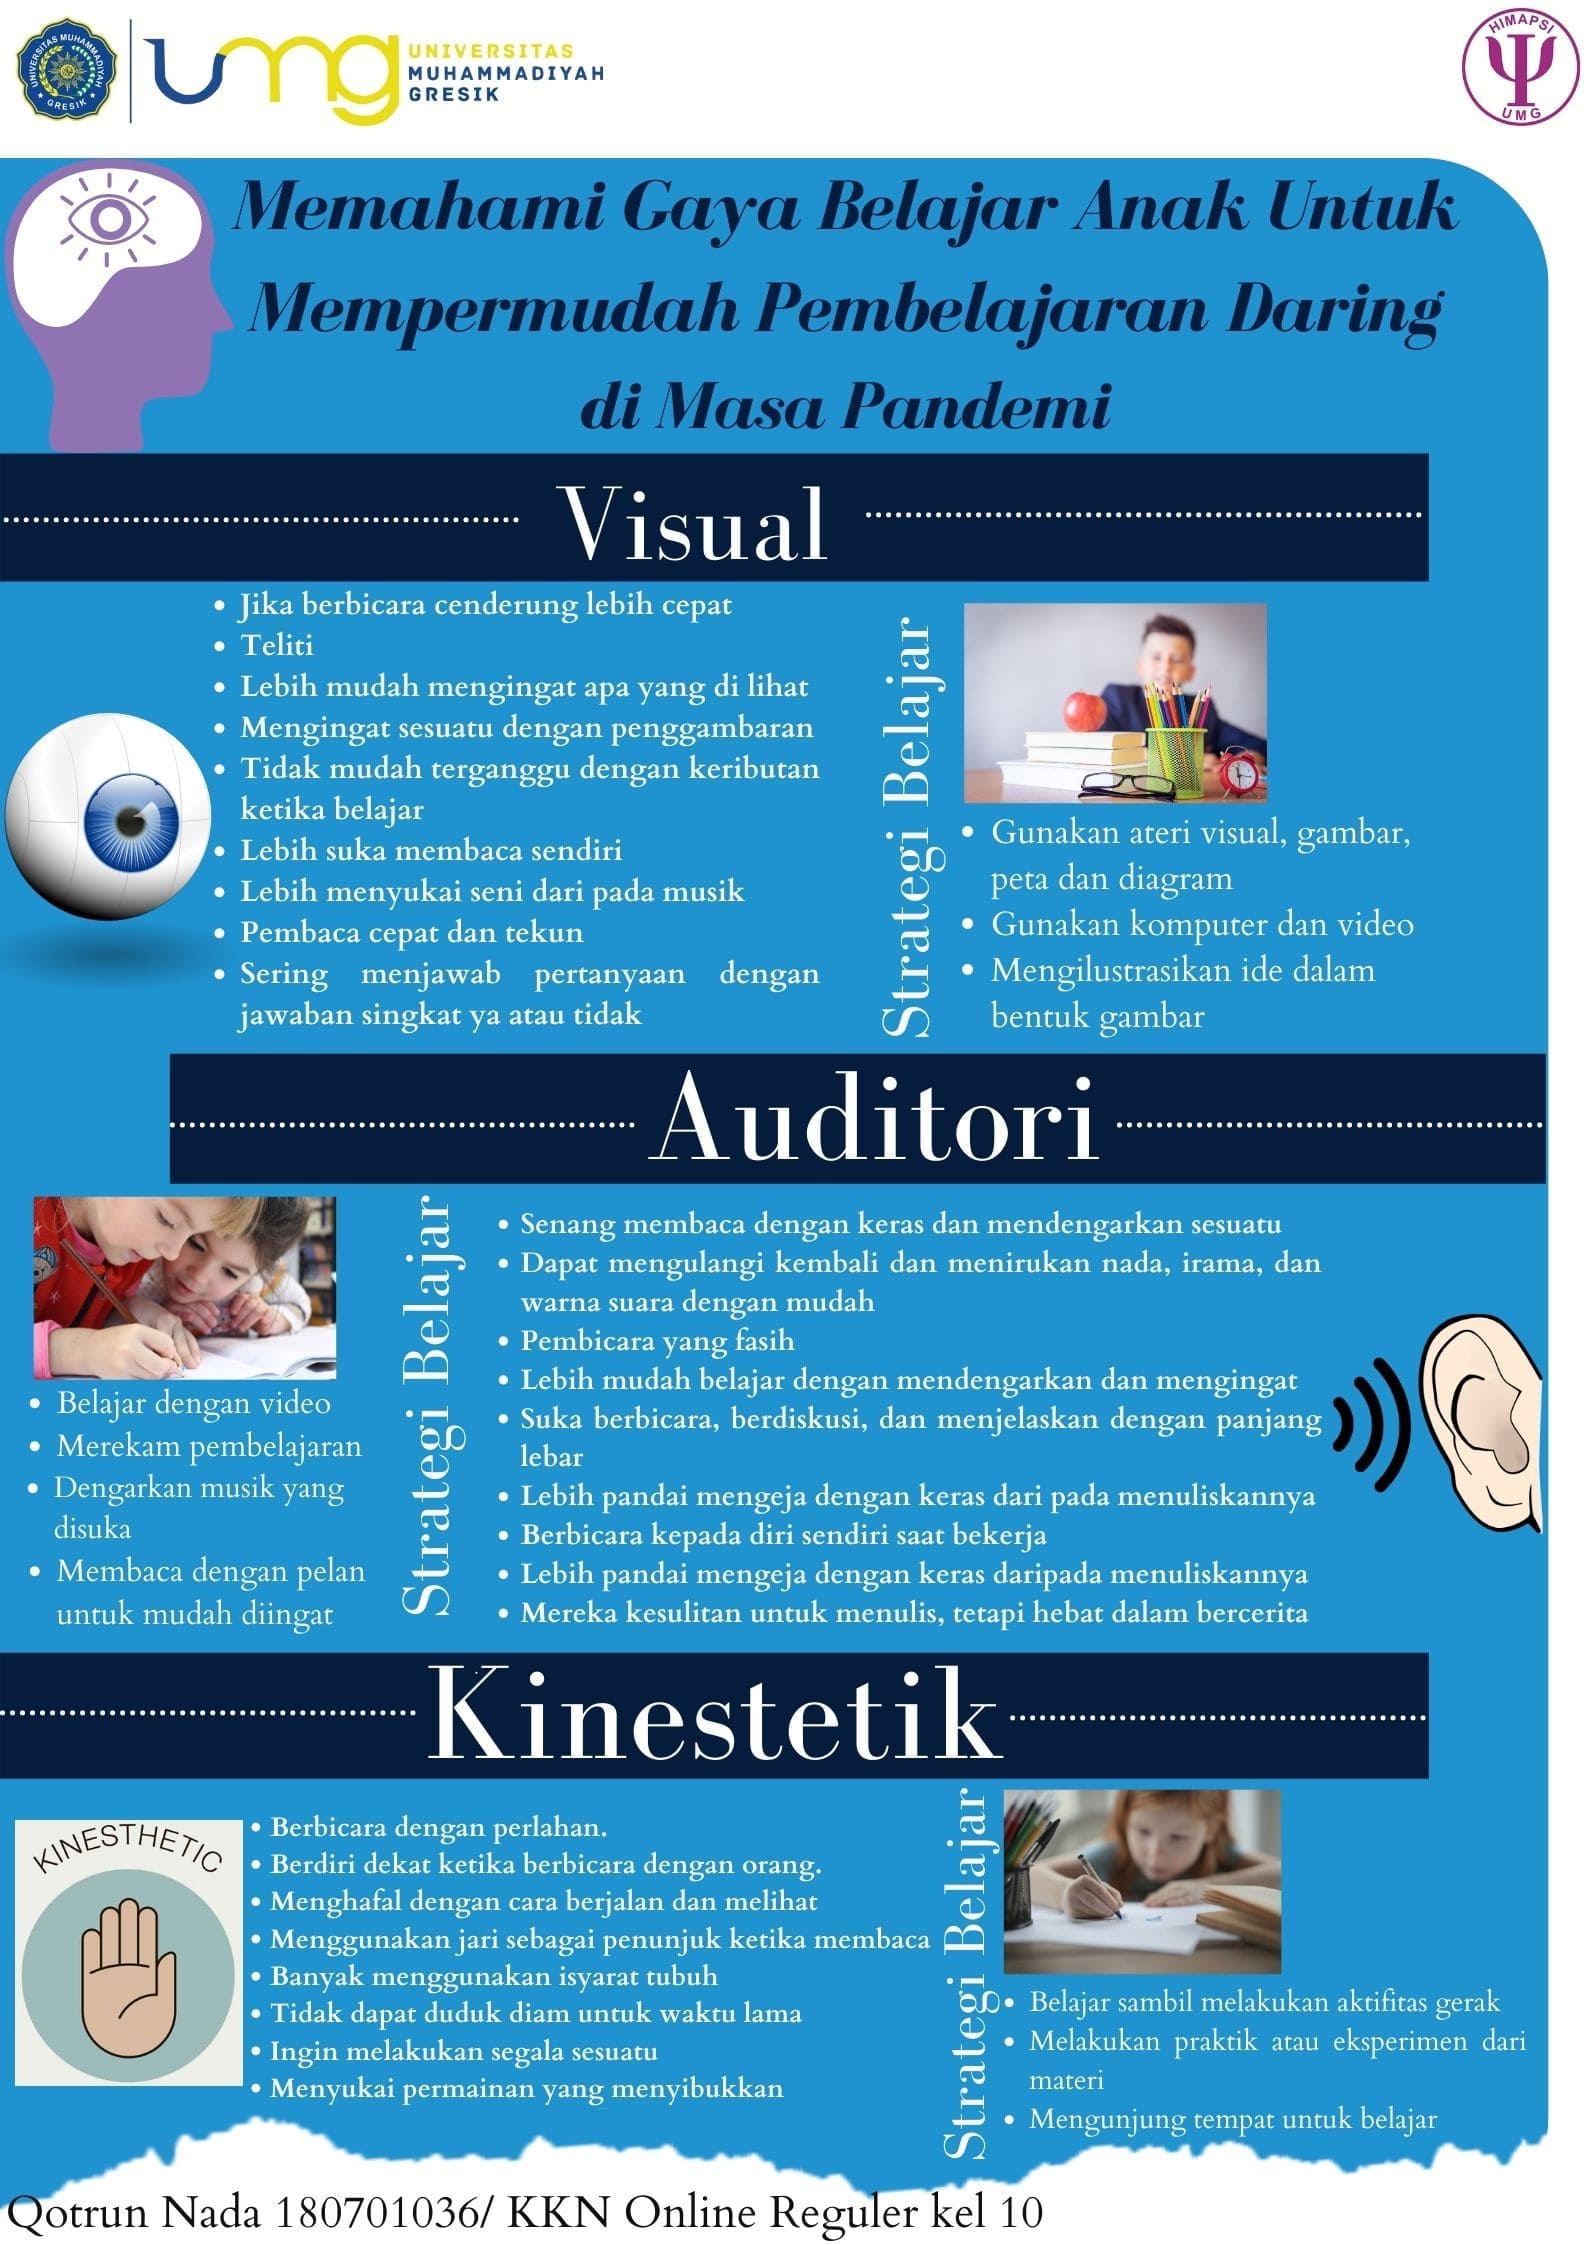 UNIVERSITAS MUHAMMADIYAH
GRESIK
umg
UNIVERSITAS
MUHAMMADIYAH
GRESIK
HIMAPSI
UMG
Memahami Gaya Belajar Anak Untuk
Mempermudah Pembelajaran Daring
di Masa Pandemi
Visual
• Jika berbicara cenderung lebih cepat
• Teliti
• Lebih mudah mengingat apa yang di lihat
• Mengingat sesuatu dengan penggambaran
• Tidak mudah terganggu dengan keributan
ketika belajar
• Lebih suka membaca sendiri
• Lebih menyukai seni dari pada musik
• Pembaca cepat dan tekun
• Sering menjawab pertanyaan dengan
jawaban singkat ya atau tidak
Strategi Belajar
• Gunakan ateri visual, gambar,
peta dan diagram
• Gunakan komputer dan video
• Mengilustrasikan ide dalam
bentuk gambar
Auditori
Strategi Belajar
• Belajar dengan video
• Merekam pembelajaran
• Dengarkan musik yang
disuka
• Membaca dengan pelan
untuk mudah diingat
• Senang membaca dengan keras dan mendengarkan sesuatu
• Dapat mengulangi kembali dan menirukan nada, irama, dan
warna suara dengan mudah
• Pembicara yang fasih
• Lebih mudah belajar dengan mendengarkan dan mengingat
• Suka berbicara, berdiskusi, dan menjelaskan dengan panjang
lebar
• Lebih pandai mengeja dengan keras dari pada menuliskannya
• Berbicara kepada diri sendiri saat bekerja
• Lebih pandai mengeja dengan keras daripada menuliskannya
• Mereka kesulitan untuk menulis, tetapi hebat dalam bercerita
Kinestetik
KINESTHETIC
• Berbicara dengan perlahan.
• Berdiri dekat ketika berbicara dengan orang.
• Menghafal dengan cara berjalan dan melihat
• Menggunakan jari sebagai penunjuk ketika membaca
• Banyak menggunakan isyarat tubuh
• Tidak dapat duduk diam untuk waktu lama
• Ingin melakukan segala sesuatu
• Menyukai permainan yang menyibukkan
Strategi Belajar
• Belajar sambil melakukan aktifitas gerak
• Melakukan praktik atau eksperimen dari
materi
• Mengunjung tempat untuk belajar
Qotrun Nada 180701036/ KKN Online Reguler kel 10